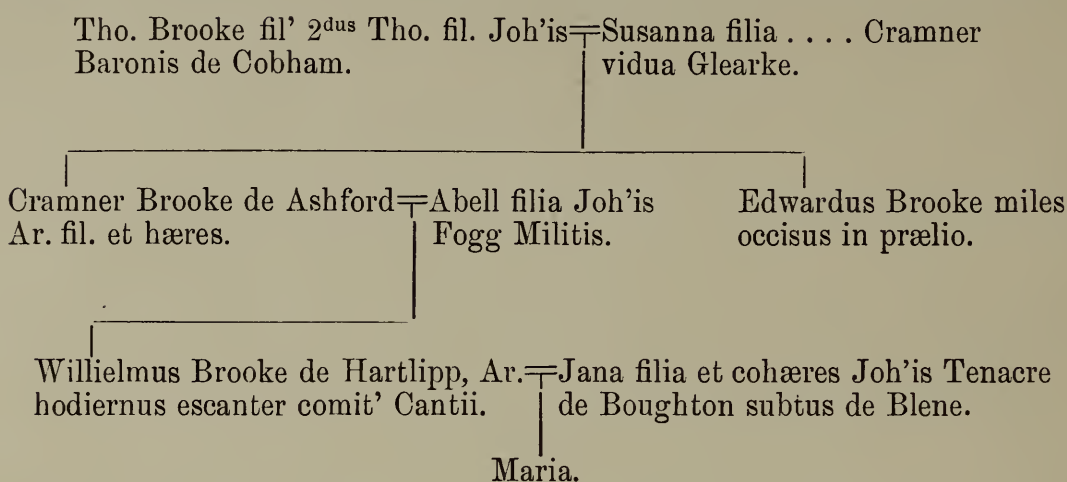 Tho. Brooke fil' 2dus Tho. fil. Joh'is
Baronis de Cobham.
Susanna filia . . . . Cramner
vidua Glearke.
Cramner Brooke de Ashford
Ar. fil. et hæres.
Abell filia Joh'is
Fogg Militis.
Edwardus Brooke miles
occisus in prælio.
Willielmus Brooke de Hartlipp, Ar.
hodiernus escanter comit' Cantii.
Jana filia et cohæres Joh'is Tenacre
de Boughton subtus de Blene.
Maria.